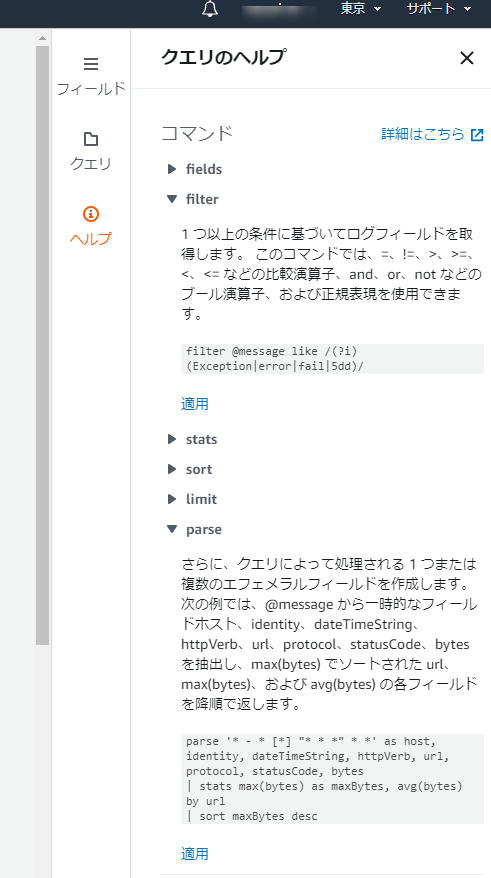 東京 サポート
クエリのヘルプ
フィールド
クエリ
ヘルプ
コマンド 詳細はこちら
fields
filter
1 つ以上の条件に基づいてログフィールドを取
得します。 このコマンドでは、=、!=、>、>=、
<、<= などの比較演算子、and、or、not などの
ブール演算子、および正規表現を使用できま
す。
filter @message like /(?i)
(Exception|error|fail|5dd)/
適用
stats
sort
limit
parse
さらに、クエリによって処理される 1 つまたは
複数のエフェメラルフィールドを作成します。
次の例では、@message から一時的なフィール
ドホスト、identity、dateTimeString、
httpVerb、url、protocol、statusCode、bytes
を抽出し、max(bytes) でソートされた url、
max(bytes)、および avg(bytes) の各フィールド
を降順で返します。
parse '* - * [*] "* * *" * *' as host,
identity, dateTimeString, httpVerb, url,
protocol, statusCode, bytes
| stats max(bytes) as maxBytes, avg(bytes)
by url
| sort maxBytes desc
適用